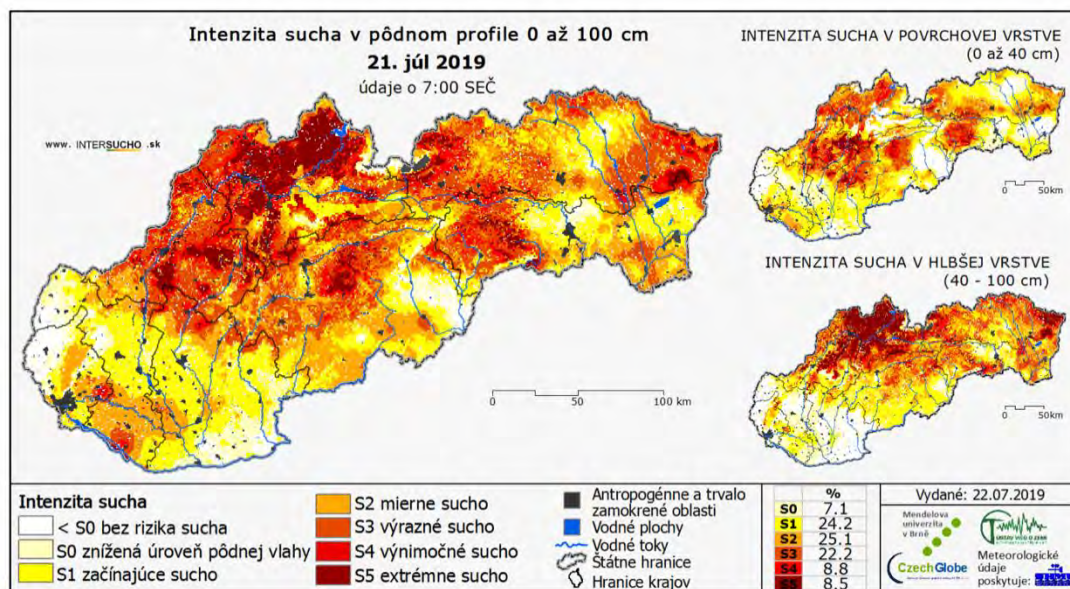 Intenzita sucha v pôdnom profile 0 až 100 cm
21. júl 2019
údaje o 7:00 SEČ
www. INTERSUCHO .sk
0 50 100 km
INTENZITA SUCHA V POVRCHOVEJ VRSTVE
(0 až 40 cm)
0 50km
INTENZITA SUCHA V HLBŠEJ VRSTVE
(40 - 100 cm)
0 50km
Intenzita sucha
< S0 bez rizika sucha
S0 znížená úroveň pôdnej vlahy
S1 začínajúce sucho
S2 mierne sucho
S3 výrazné sucho
S4 výnimočné sucho
S5 extrémne sucho
Antropogénne a trvalo
zamokrené oblasti
Vodné plochy
Vodné toky
Štátne hranice
Hranice krajov
%
S0 7.1
S1 24.2
S2 25.1
S3 22.2
S4 8.8
S5 8.5
Vydané: 22.07.2019
Mendelova
univerzita
v Brně
CzechGlobe
Meteorologické
údaje
poskytuje: